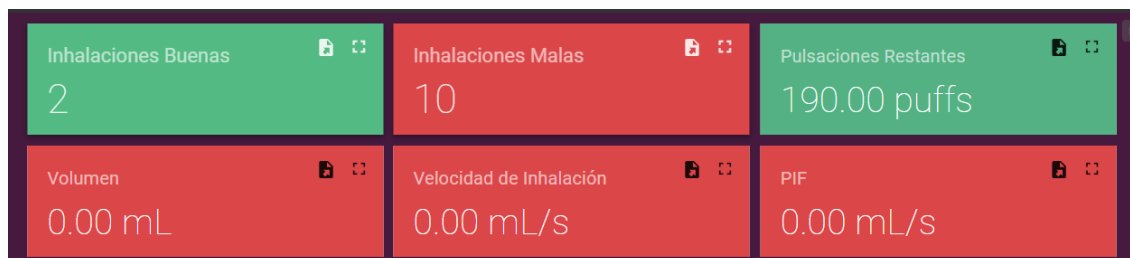 Inhalaciones Buenas
2
Inhalaciones Malas
10
Pulsaciones Restantes
190.00 puffs
Volumen
0.00 mL
Velocidad de Inhalación
0.00 mL/s
PIF
0.00 mL/s